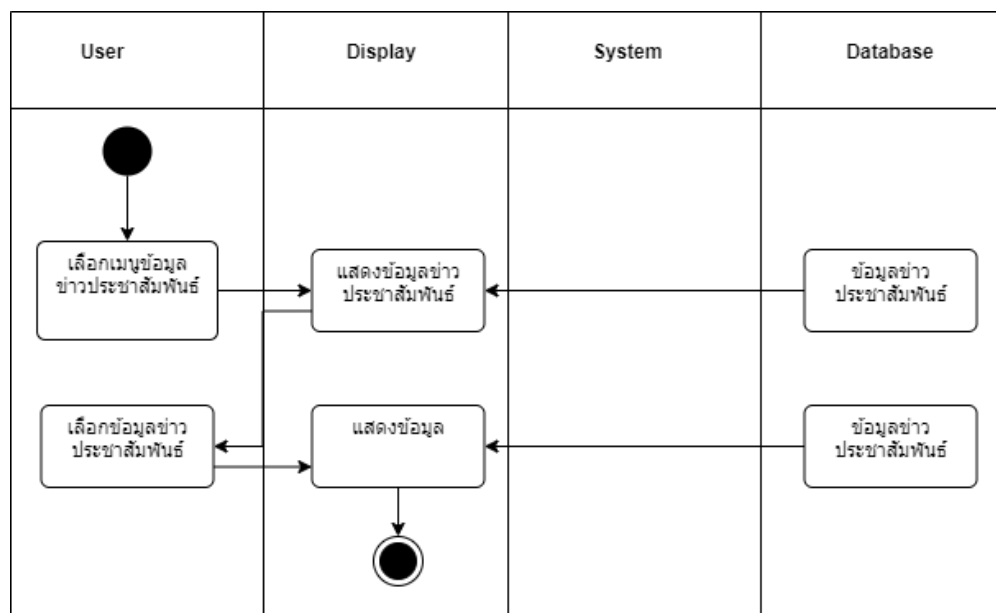 User
Display
System
Database
เลือกเมนูข้อมูล
ข่าวประชาสัมพันธ์
แสดงข้อมูลข่าว
ประชาสัมพันธ์
ข้อมูลข่าว
ประชาสัมพันธ์
เลือกข้อมูลข่าว
ประชาสัมพันธ์
แสดงข้อมูล
ข้อมูลข่าว
ประชาสัมพันธ์